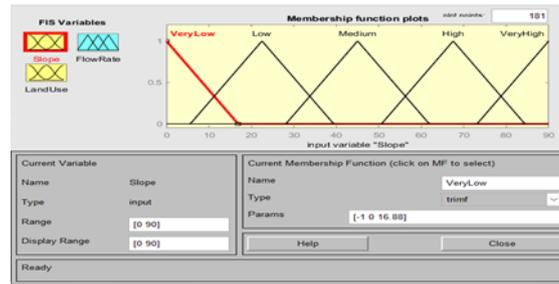 FIS Variables
Membership function plots
plot points: 181
VeryLow Low Medium High VeryHigh
Slope FlowRate
LandUse
1
0.5
0
0 10 20 30 40 50 60 70 80 90
input variable "Slope"
Current Variable
Name Slope
Type input
Range [0 90]
Display Range [0 90]
Current Membership Function (click on MF to select)
Name VeryLow
Type trimf
Params [-1 0 16.88]
Help Close
Ready